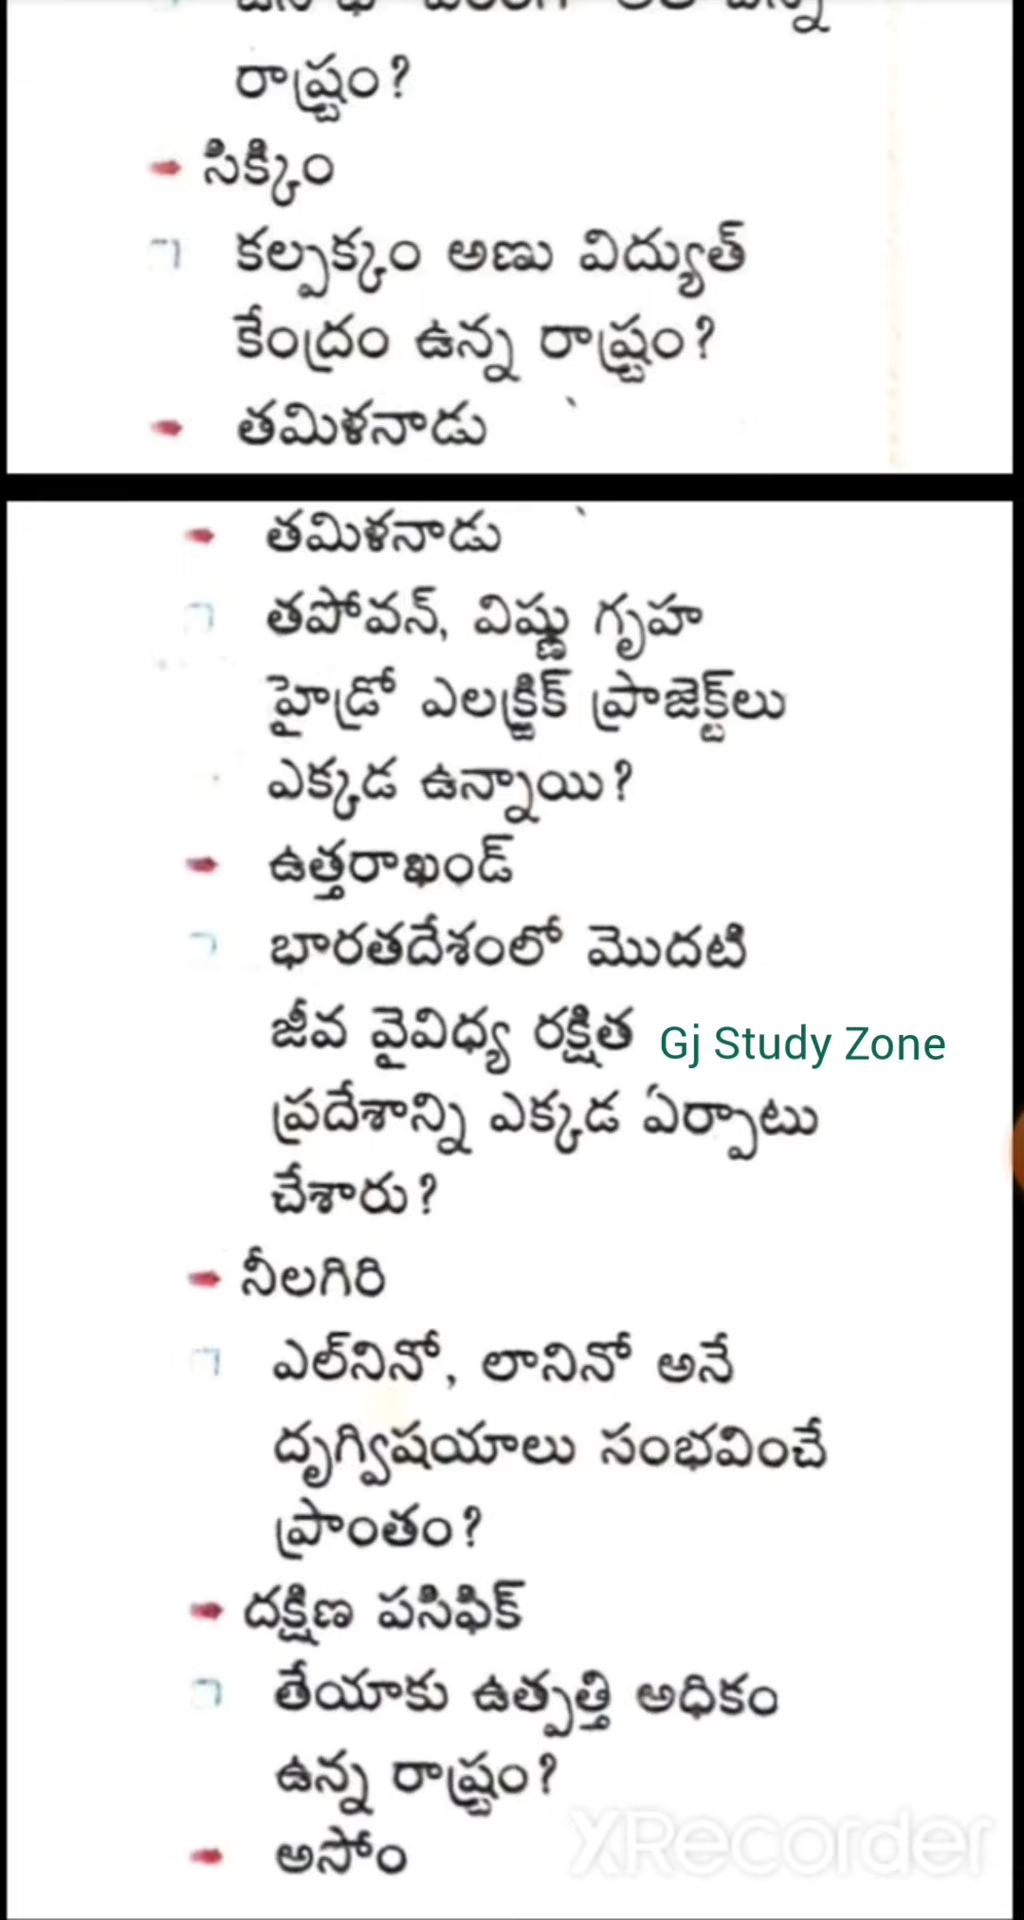 రాష్ట్రం?
సిక్కిం
కల్పక్కం అణు విద్యుత్
కేంద్రం ఉన్న రాష్ట్రం?
తమిళనాడు
తమిళనాడు
తపోవన్, విష్ణు గృహ
హైడ్రో ఎలక్ట్రిక్ ప్రాజెక్ట్‌లు
ఎక్కడ ఉన్నాయి?
ఉత్తరాఖండ్
భారతదేశంలో మొదటి
జీవ వైవిధ్య రక్షిత Gj Study Zone
ప్రదేశాన్ని ఎక్కడ ఏర్పాటు
చేశారు?
నీలగిరి
ఎల్‌నినో, లానినో అనే
దృగ్విషయాలు సంభవించే
ప్రాంతం?
దక్షిణ పసిఫిక్
తేయాకు ఉత్పత్తి అధికం
ఉన్న రాష్ట్రం?
అసోం
XRecorder